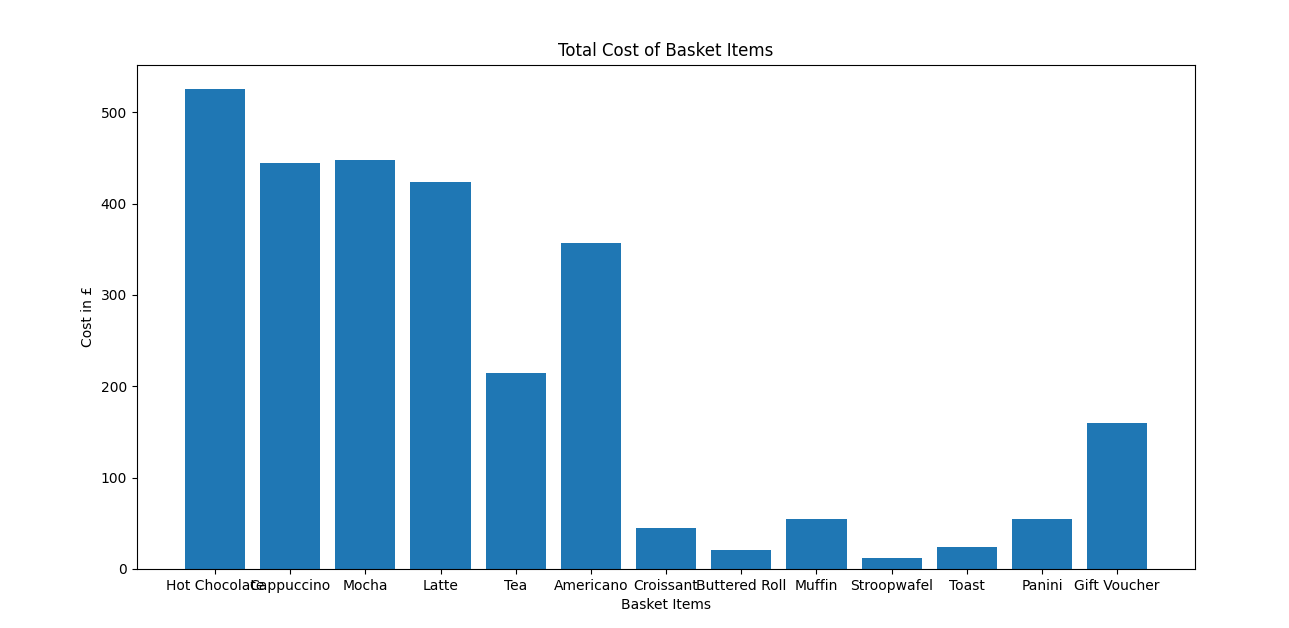 Total Cost of Basket Items
Cost in £
500
400
300
200
100
0
Hot Chocolate Cappuccino Mocha Latte Tea Americano Croissant Buttered Roll Muffin Stroopwafel Toast Panini Gift Voucher
Basket Items